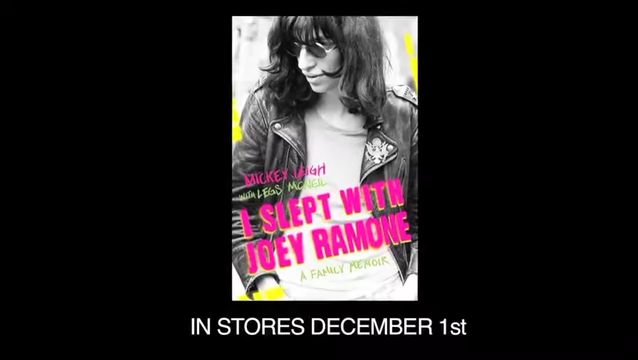 MICKEY LEIGH
WITH LEGS McNEIL
I SLEPT WITH
JOEY RAMONE
A FAMILY MEMOIR
IN STORES DECEMBER 1st